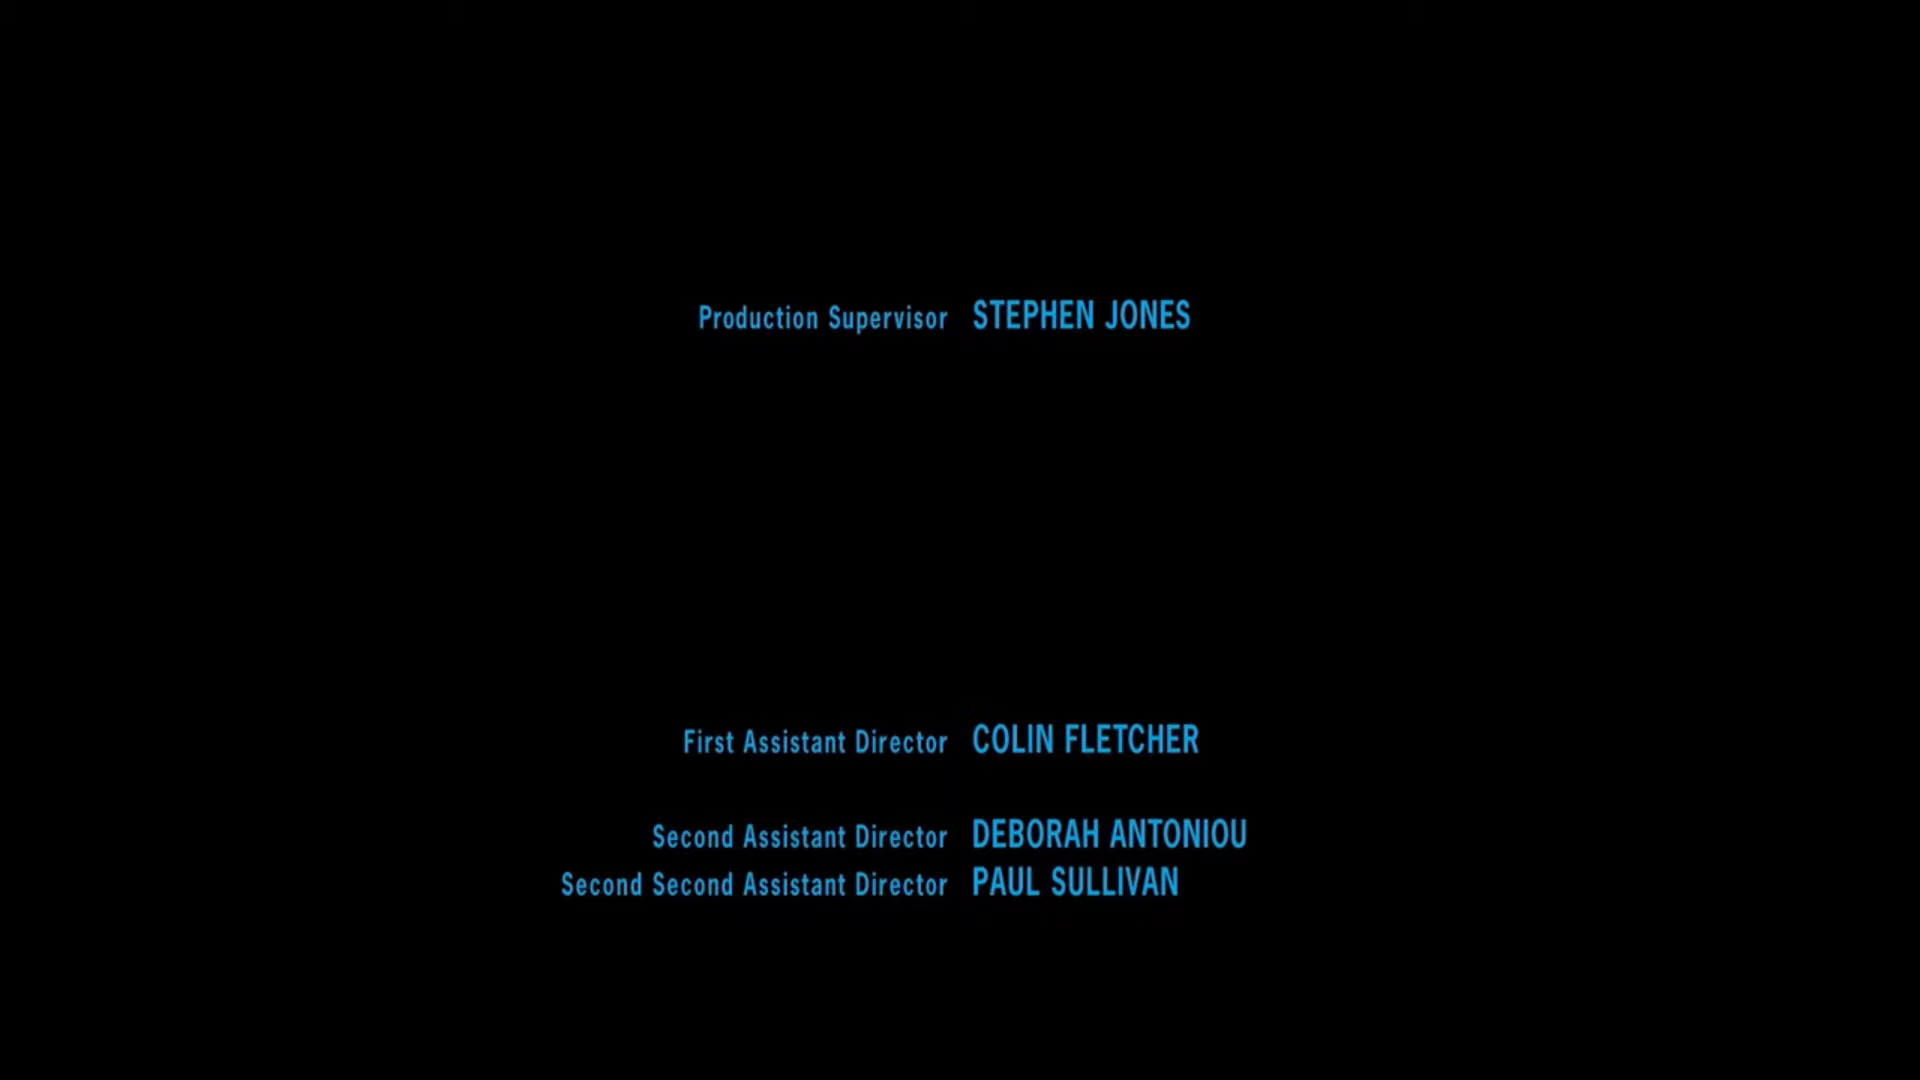 Production Supervisor STEPHEN JONES
First Assistant Director COLIN FLETCHER
Second Assistant Director DEBORAH ANTONIOU
Second Second Assistant Director PAUL SULLIVAN